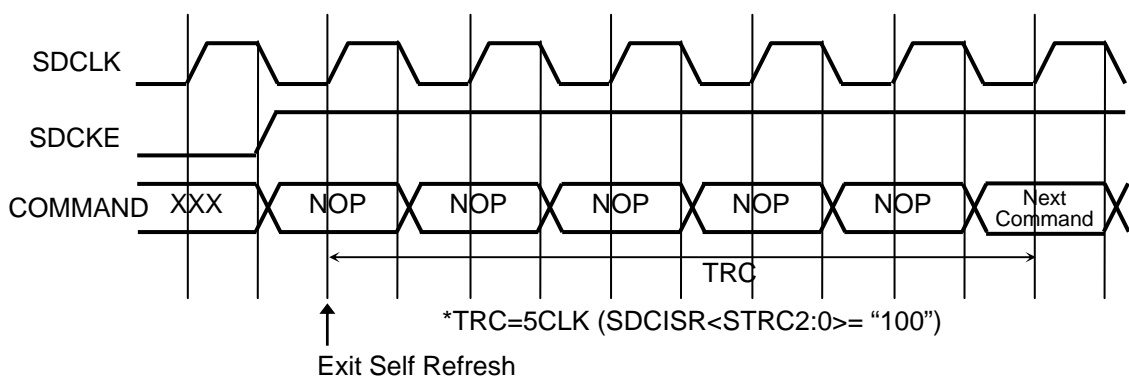 SDCLK
SDCKE
COMMAND XXX NOP NOP NOP NOP NOP Next Command
TRC
*TRC=5CLK (SDCISR<STRC2:0>= “100”)
Exit Self Refresh